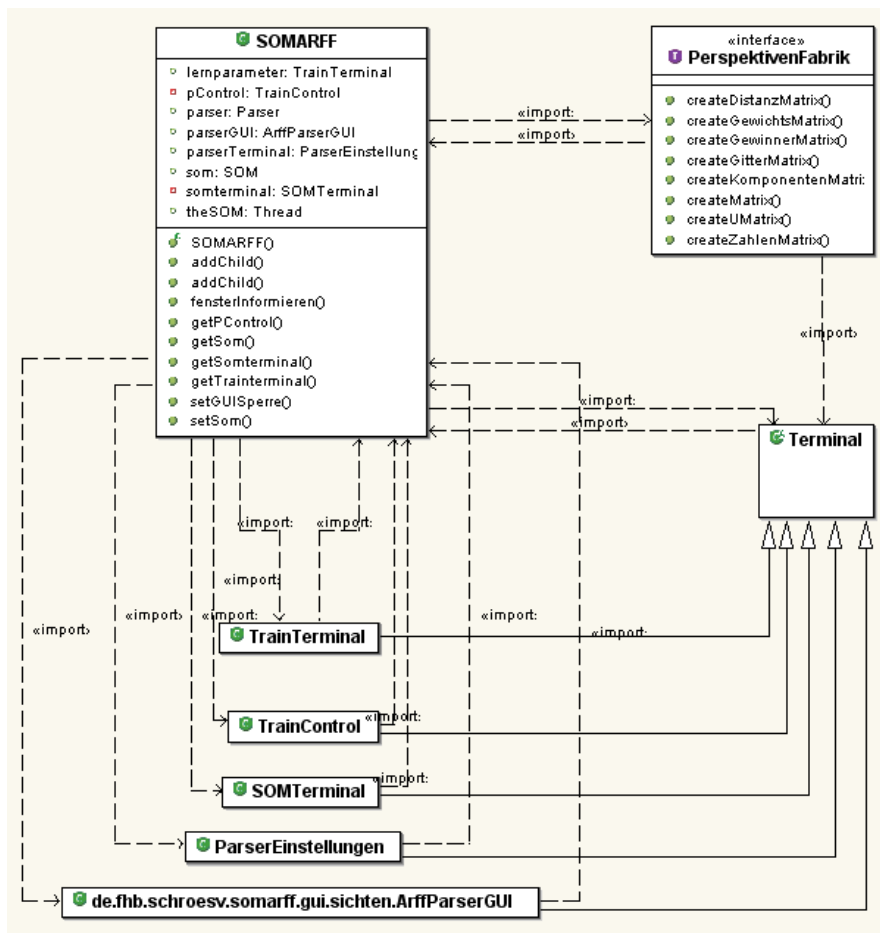 SOMARFF
lernparameter: TrainTerminal
pControl: TrainControl
parser: Parser
parserGUI: ArffParserGUI
parserTerminal: ParserEinstellung
som: SOM
somterminal: SOMTerminal
theSOM: Thread
SOMARFF()
addChild()
addChild()
fensterInformieren()
getPControl()
getSom()
getSomterminal()
getTrainterminal()
setGUISperre()
setSom()
«interface»
PerspektivenFabrik
createDistanzMatrix()
createGewichtsMatrix()
createGewinnerMatrix()
createGitterMatrix()
createKomponentenMatri
createMatrix()
createUMatrix()
createZahlenMatrix()
«import»
«import»
«import»
«import»
«import»
Terminal
«import»
«import»
«import»
«import»
«import»
«import»
«import»
«import»
TrainTerminal
«import»
TrainControl
«import»
SOMTerminal
«import»
ParserEinstellungen
de.fhb.schroesv.somarff.gui.sichten.ArffParserGUI